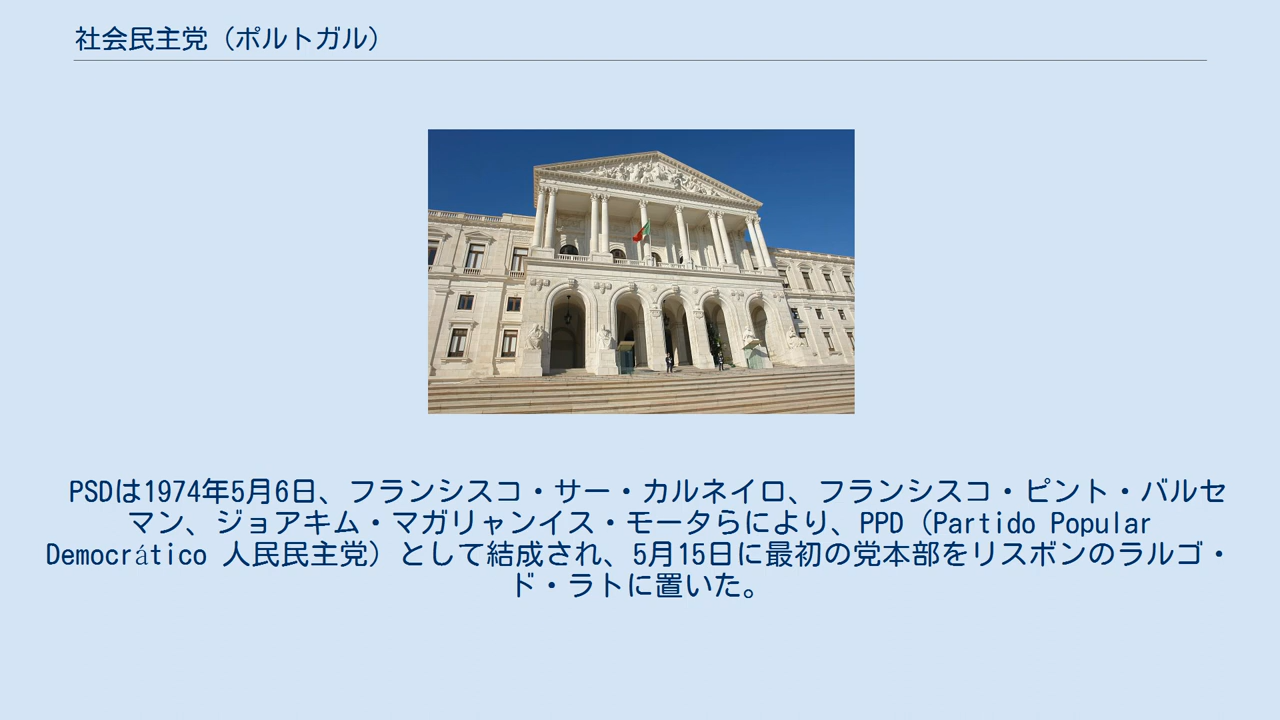 社会民主党（ポルトガル）
PSDは1974年5月6日、フランシスコ・サー・カルネイロ、フランシスコ・ピント・バルセ
マン、ジョアキム・マガリャンイス・モータらにより、PPD（Partido Popular
Democrático 人民民主党）として結成され、5月15日に最初の党本部をリスボンのラルゴ・
ド・ラトに置いた。